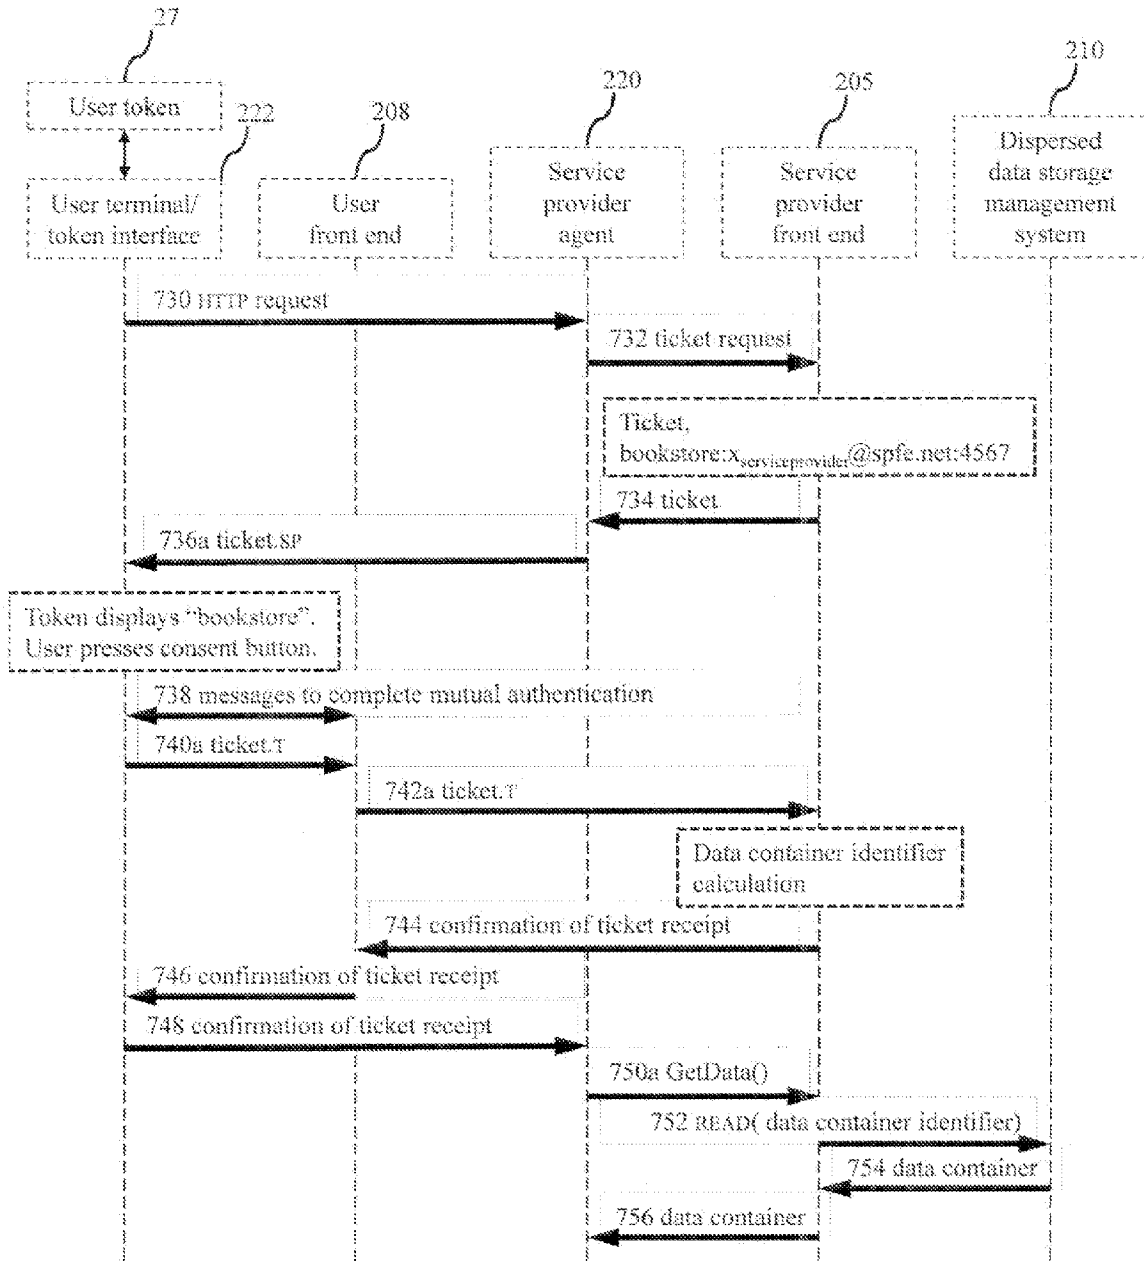 27
210
220
205
User token
222
208
Dispersed
data storage
management
system
Service
provider
agent
Service
provider
front end
User terminal/
token interface
User
front end
730 HTTP request
732 ticket request
Ticket,
bookstore:xserviceprovider@spfe.net:4567
734 ticket
736a ticket.SP
Token displays “bookstore”.
User presses consent button.
738 messages to complete mutual authentication
740a ticket.T
742a ticket.T
Data container identifier
calculation
744 confirmation of ticket receipt
746 confirmation of ticket receipt
748 confirmation of ticket receipt
750a GetData()
752 READ( data container identifier)
754 data container
756 data container